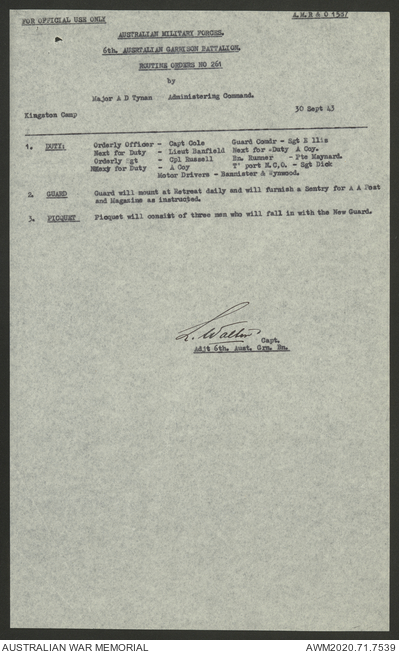 FOR OFFICIAL USE ONLY
A.M.R & O 1587
AUSTRALIAN MILITARY FORCES.
6th. AUSRTALIAN GARRISON BATTALION.
ROUTINE ORDERS NO 261
by
Major A D Tynan Administering Command.
Kingston Camp 30 Sept 43
1. DUTY: Orderly Officer - Capt Cole Guard Comdr - Sgt E llis
Next for Duty - Lieut Banfield Next for Duty A Coy.
Orderly Sgt - Cpl Russell Bn. Runner - Pte Maynard.
Next for Duty - A Coy T'port N.C.O. - Sgt Dick
Motor Drivers - Bannister & Wynwood.
2. GUARD Guard will mount at Retreat daily and will furnish a Sentry for A A Post
and Magazine as instructed.
3. PICQUET Picquet will consist of three men who will fall in with the New Guard.
L. Walter
Capt.
Adjt 6th. Aust. Grn. Bn.
AUSTRALIAN WAR MEMORIAL AWM2020.71.7539